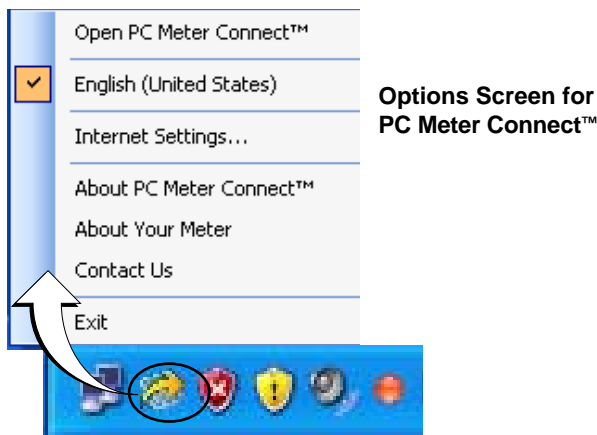 Open PC Meter Connect™
English (United States)
Options Screen for
PC Meter Connect™
Internet Settings...
About PC Meter Connect™
About Your Meter
Contact Us
Exit